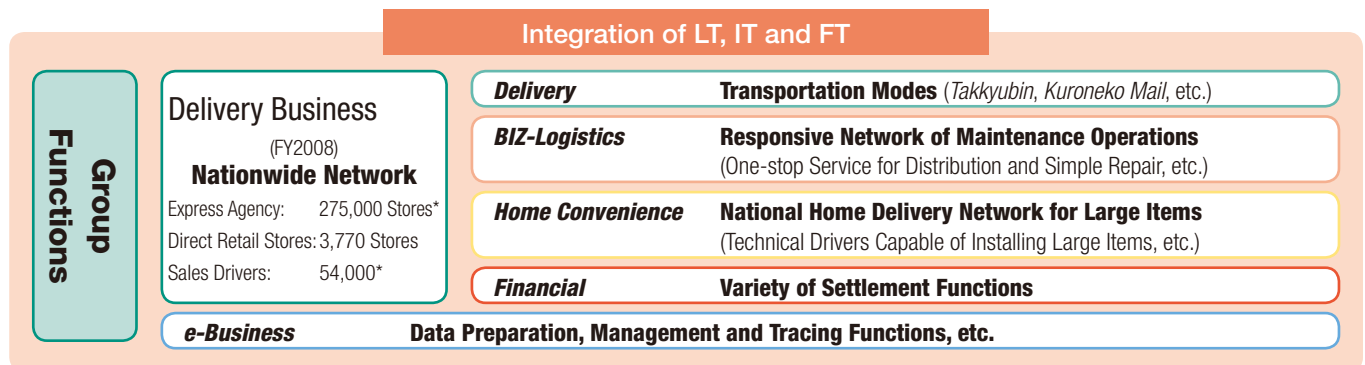 Integration of LT, IT and FT
Group
Functions
Delivery Business
(FY2008)
Nationwide Network
Express Agency: 275,000 Stores*
Direct Retail Stores: 3,770 Stores
Sales Drivers: 54,000*
Delivery Transportation Modes (Takkyubin, Kuroneko Mail, etc.)
BIZ-Logistics Responsive Network of Maintenance Operations
(One-stop Service for Distribution and Simple Repair, etc.)
Home Convenience National Home Delivery Network for Large Items
(Technical Drivers Capable of Installing Large Items, etc.)
Financial Variety of Settlement Functions
e-Business Data Preparation, Management and Tracing Functions, etc.